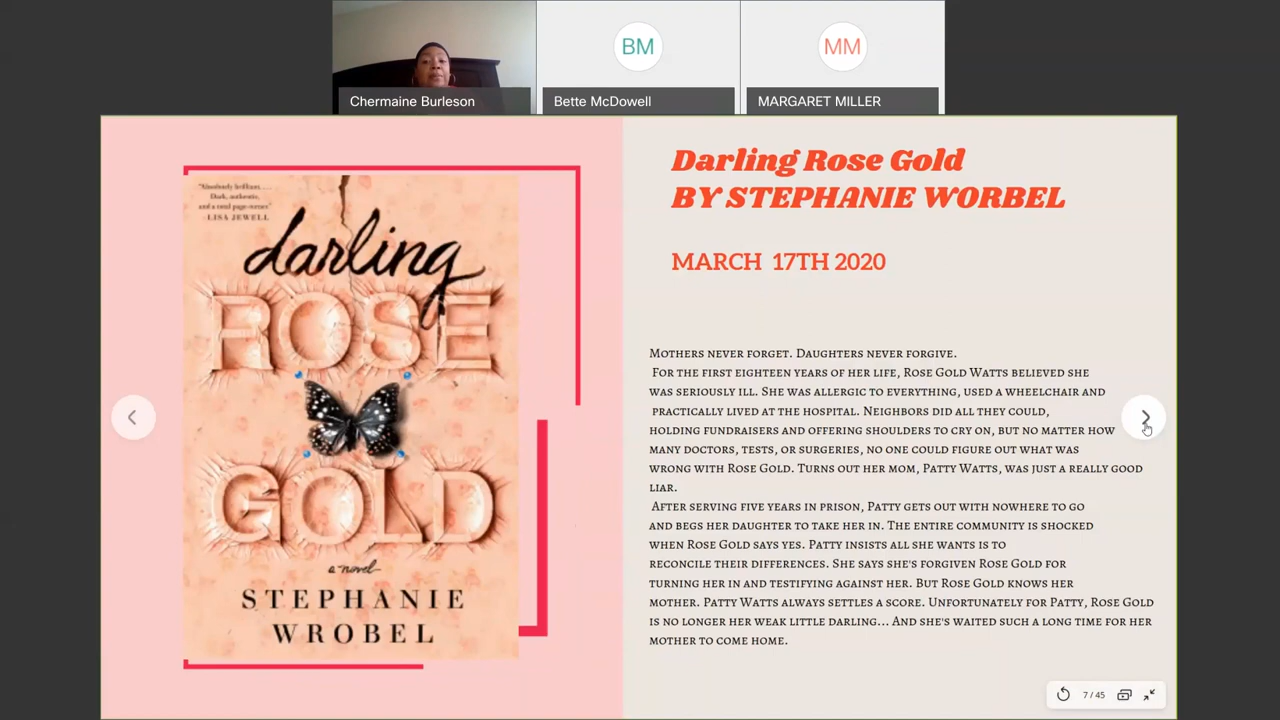 Chermaine Burleson
BM
Bette McDowell
MM
MARGARET MILLER
"Absolutely brilliant....
Dark, authentic,
and a total page-turner"
-LISA JEWELL
darling
ROSE
GOLD
a novel
STEPHANIE
WROBEL
Darling Rose Gold
BY STEPHANIE WORBEL
MARCH 17TH 2020
MOTHERS NEVER FORGET. DAUGHTERS NEVER FORGIVE.
FOR THE FIRST EIGHTEEN YEARS OF HER LIFE, ROSE GOLD WATTS BELIEVED SHE
WAS SERIOUSLY ILL. SHE WAS ALLERGIC TO EVERYTHING, USED A WHEELCHAIR AND
PRACTICALLY LIVED AT THE HOSPITAL. NEIGHBORS DID ALL THEY COULD,
HOLDING FUNDRAISERS AND OFFERING SHOULDERS TO CRY ON, BUT NO MATTER HOW
MANY DOCTORS, TESTS, OR SURGERIES, NO ONE COULD FIGURE OUT WHAT WAS
WRONG WITH ROSE GOLD. TURNS OUT HER MOM, PATTY WATTS, WAS JUST A REALLY GOOD
LIAR.
AFTER SERVING FIVE YEARS IN PRISON, PATTY GETS OUT WITH NOWHERE TO GO
AND BEGS HER DAUGHTER TO TAKE HER IN. THE ENTIRE COMMUNITY IS SHOCKED
WHEN ROSE GOLD SAYS YES. PATTY INSISTS ALL SHE WANTS IS TO
RECONCILE THEIR DIFFERENCES. SHE SAYS SHE'S FORGIVEN ROSE GOLD FOR
TURNING HER IN AND TESTIFYING AGAINST HER. BUT ROSE GOLD KNOWS HER
MOTHER. PATTY WATTS ALWAYS SETTLES A SCORE. UNFORTUNATELY FOR PATTY, ROSE GOLD
IS NO LONGER HER WEAK LITTLE DARLING... AND SHE'S WAITED SUCH A LONG TIME FOR HER
MOTHER TO COME HOME.
7 / 45